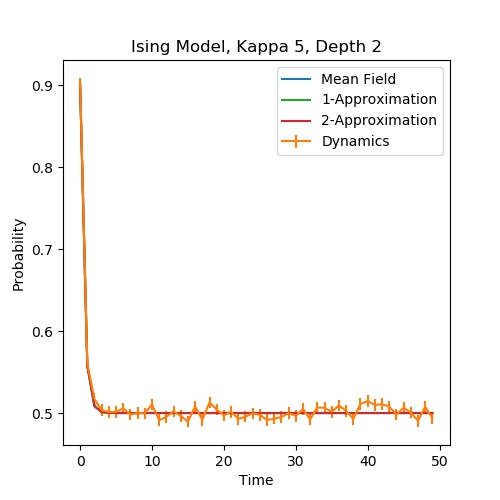 Ising Model, Kappa 5, Depth 2
Mean Field
1-Approximation
2-Approximation
Dynamics
Probability
0.9
0.8
0.7
0.6
0.5
0 10 20 30 40 50
Time